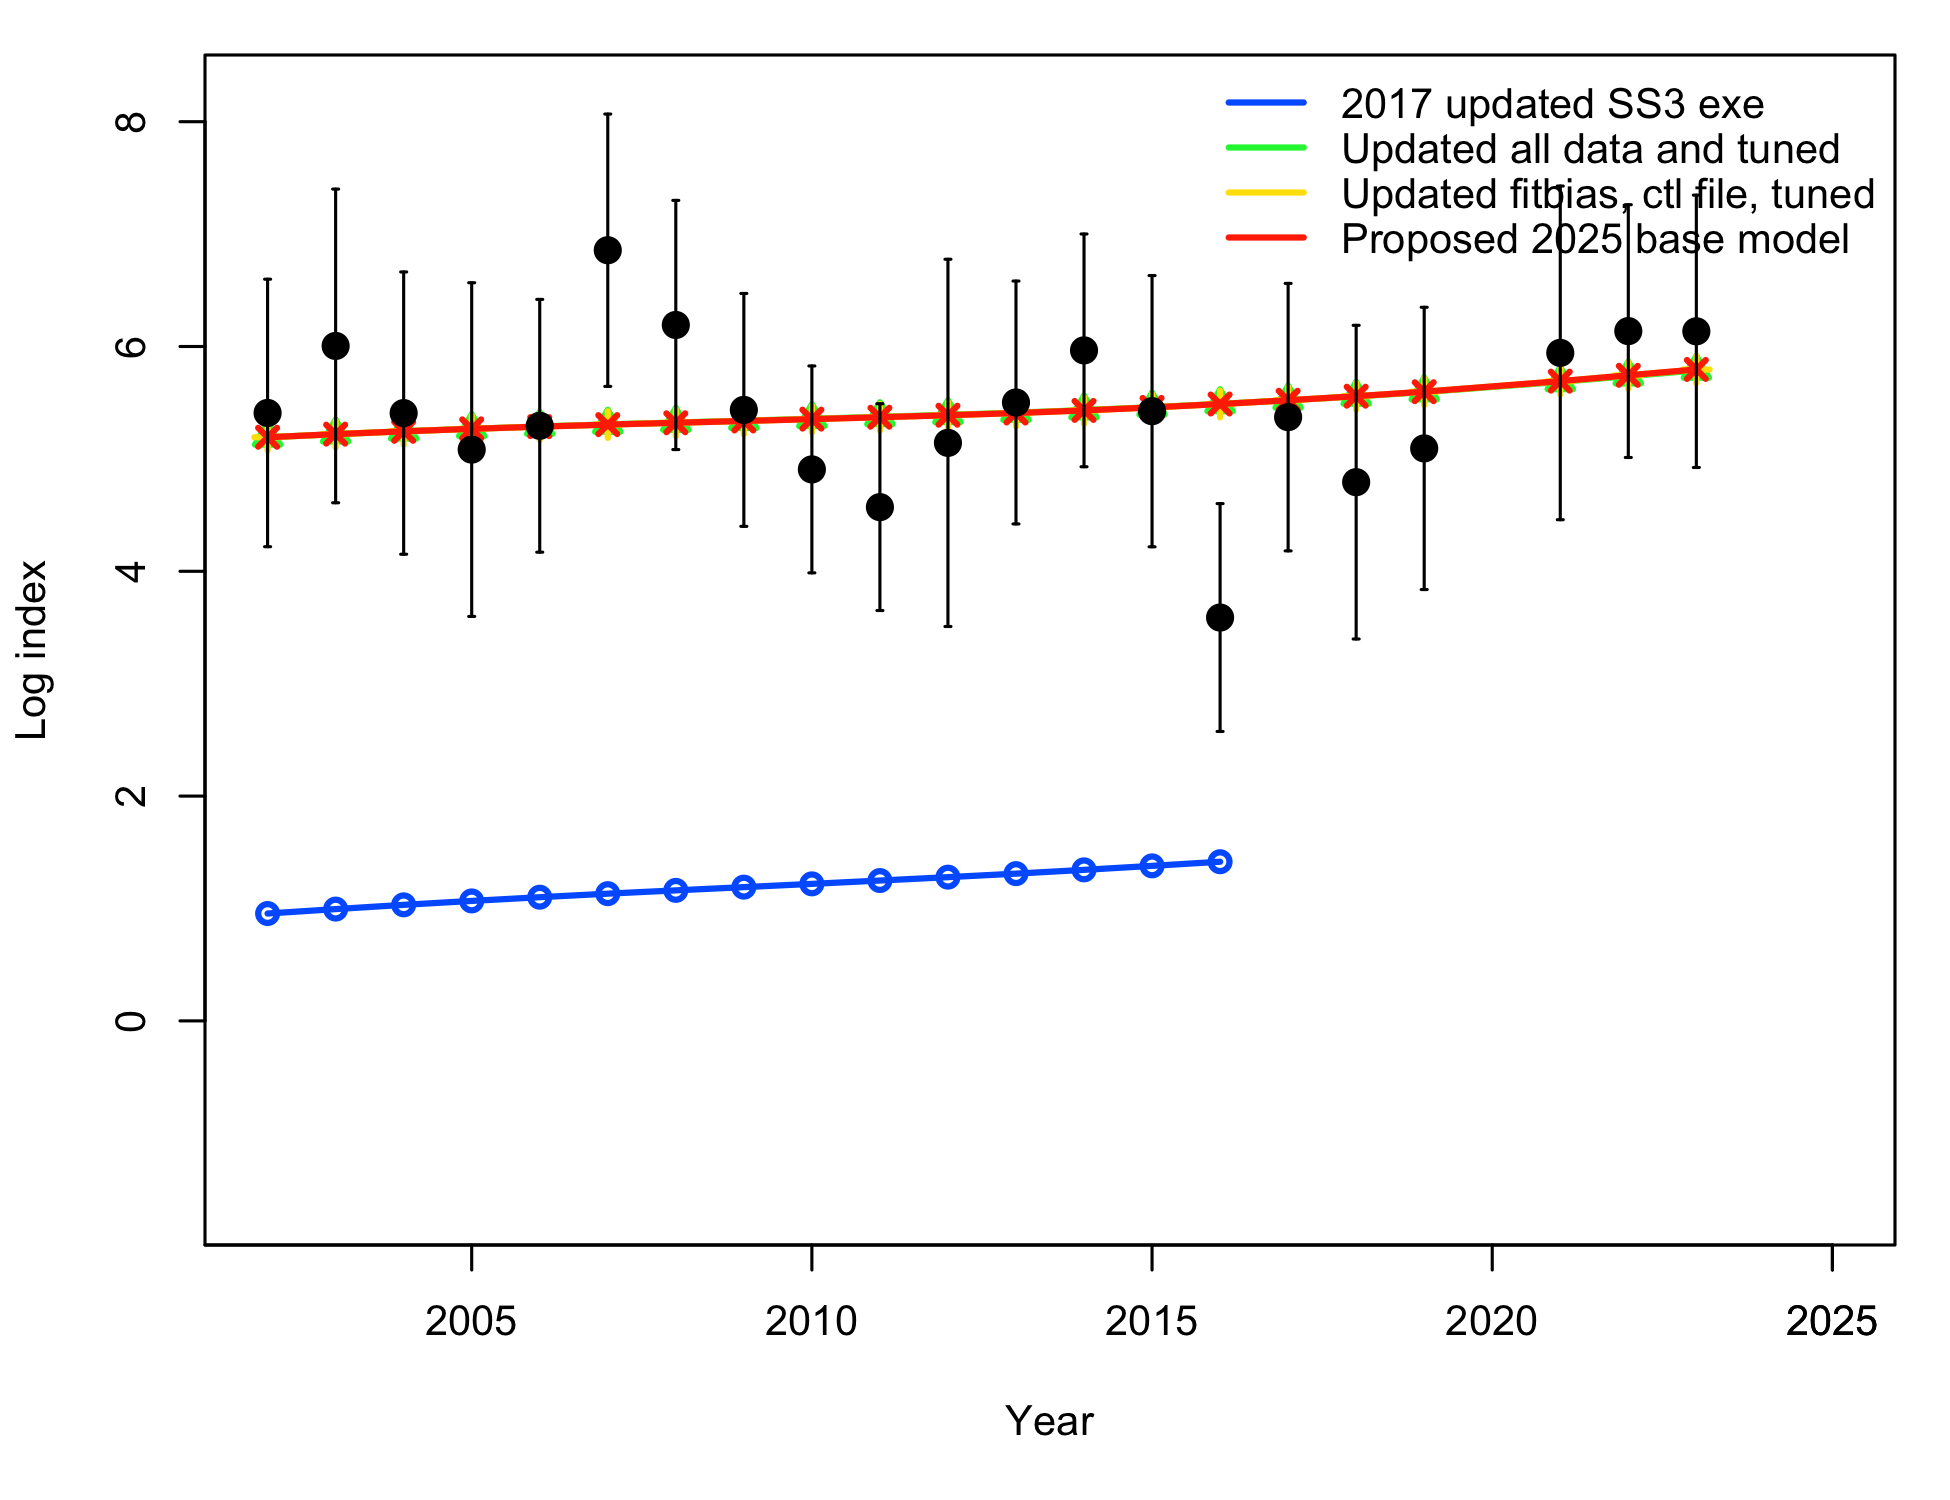 2017 updated SS3 exe
Updated all data and tuned
Updated fitbias, ctl file, tuned
Proposed 2025 base model
8
6
4
2
0
Log index
2005 2010 2015 2020 2025
Year